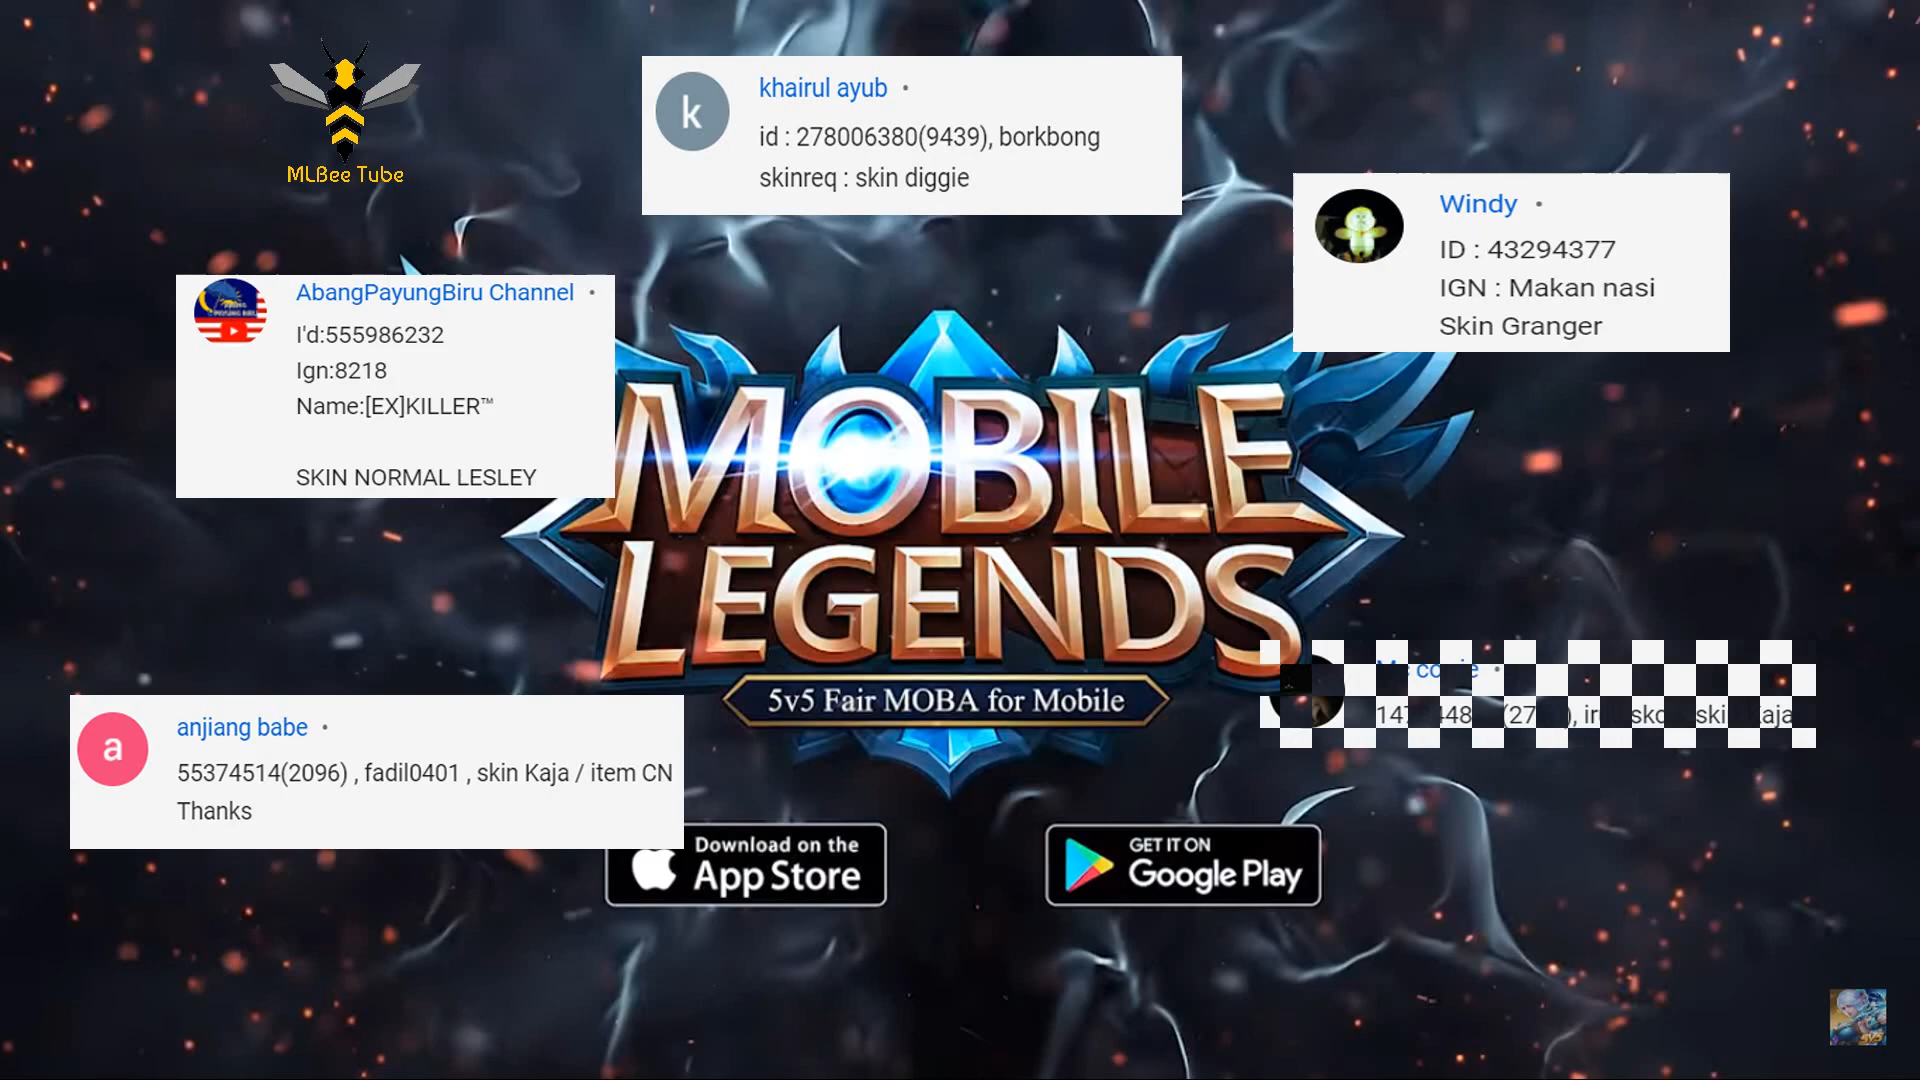 MLBee Tube
khairul ayub •
id : 278006380(9439), borkbong
skinreq : skin diggie
Windy •
ID : 43294377
IGN : Makan nasi
Skin Granger
AbangPayungBiru Channel •
I'd:555986232
Ign:8218
Name:[EX]KILLER™
SKIN NORMAL LESLEY
MOBILE
LEGENDS
5v5 Fair MOBA for Mobile
anjiang babe •
55374514(2096) , fadil0401 , skin Kaja / item CN
Thanks
Download on the
App Store
GET IT ON
Google Play